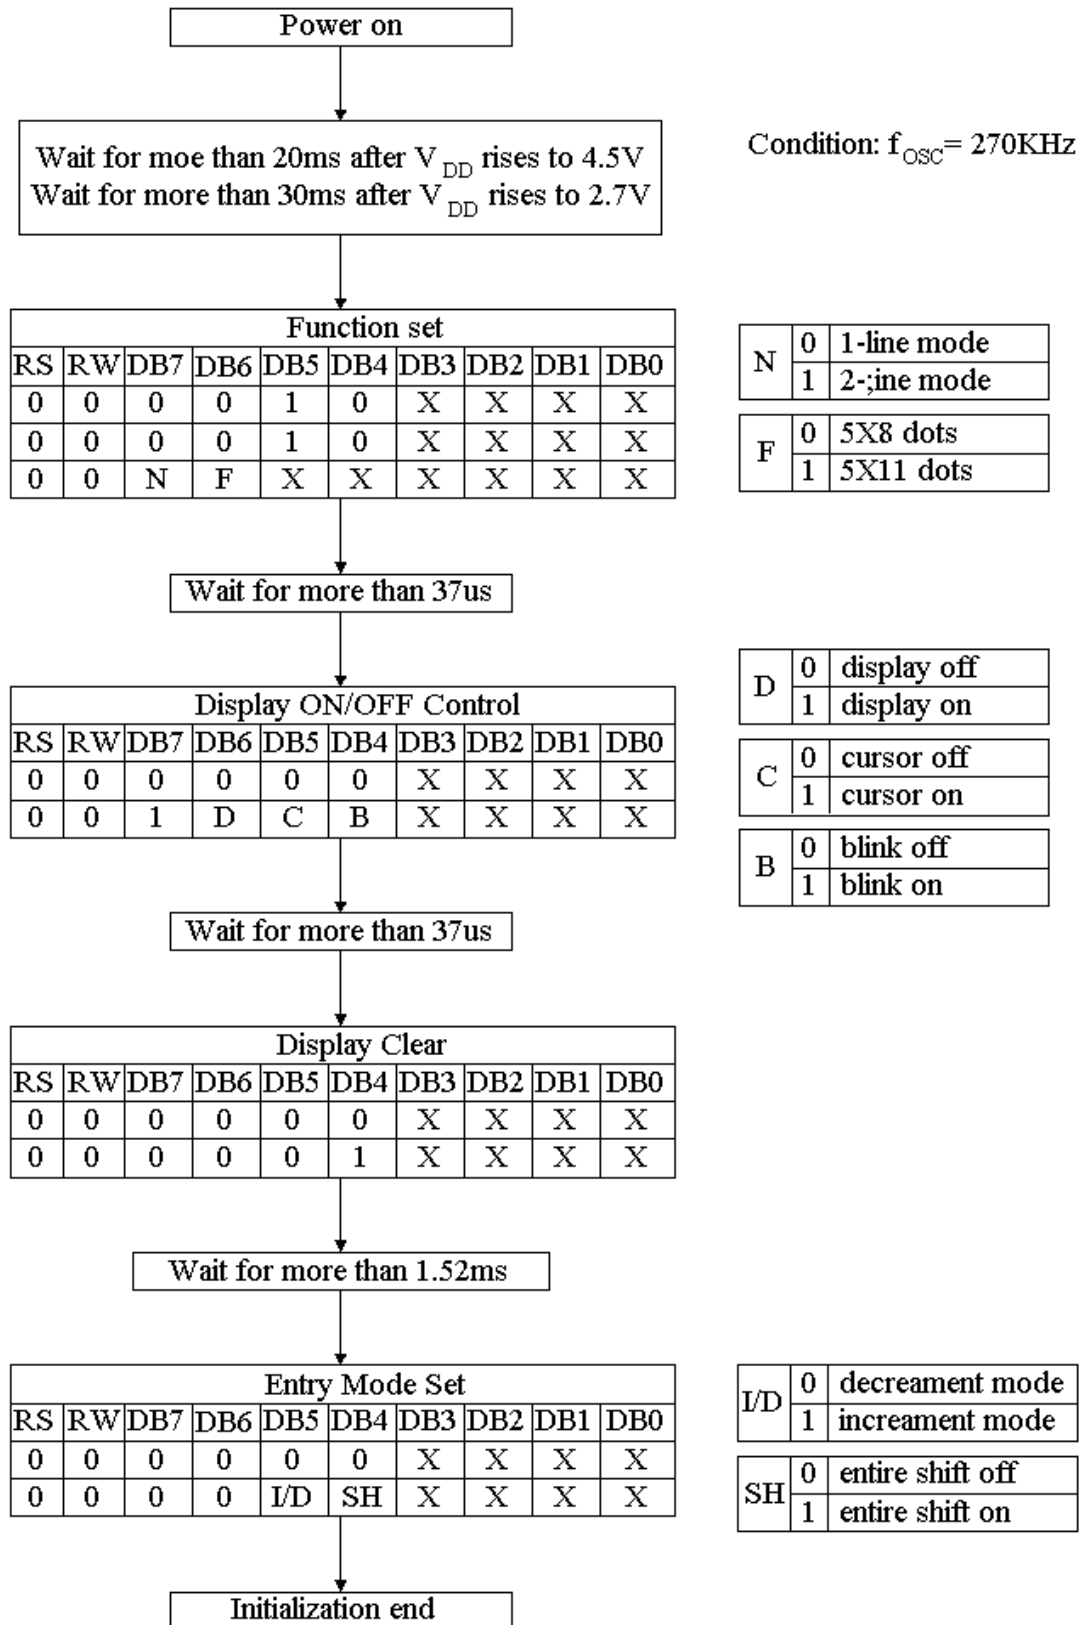 Power on
Wait for moe than 20ms after V DD rises to 4.5V
Wait for more than 30ms after V DD rises to 2.7V
Condition: fOSC= 270KHz
Function set
RS RW DB7 DB6 DB5 DB4 DB3 DB2 DB1 DB0
0 0 0 0 1 0 X X X X
0 0 0 0 1 0 X X X X
0 0 N F X X X X X X
N
0 1-line mode
1 2-;ine mode
F
0 5X8 dots
1 5X11 dots
Wait for more than 37us
Display ON/OFF Control
RS RW DB7 DB6 DB5 DB4 DB3 DB2 DB1 DB0
0 0 0 0 0 0 X X X X
0 0 1 D C B X X X X
D
0 display off
1 display on
C
0 cursor off
1 cursor on
B
0 blink off
1 blink on
Wait for more than 37us
Display Clear
RS RW DB7 DB6 DB5 DB4 DB3 DB2 DB1 DB0
0 0 0 0 0 0 X X X X
0 0 0 0 0 1 X X X X
Wait for more than 1.52ms
Entry Mode Set
RS RW DB7 DB6 DB5 DB4 DB3 DB2 DB1 DB0
0 0 0 0 0 0 X X X X
0 0 0 0 I/D SH X X X X
I/D
0 decreament mode
1 increament mode
SH
0 entire shift off
1 entire shift on
Initialization end